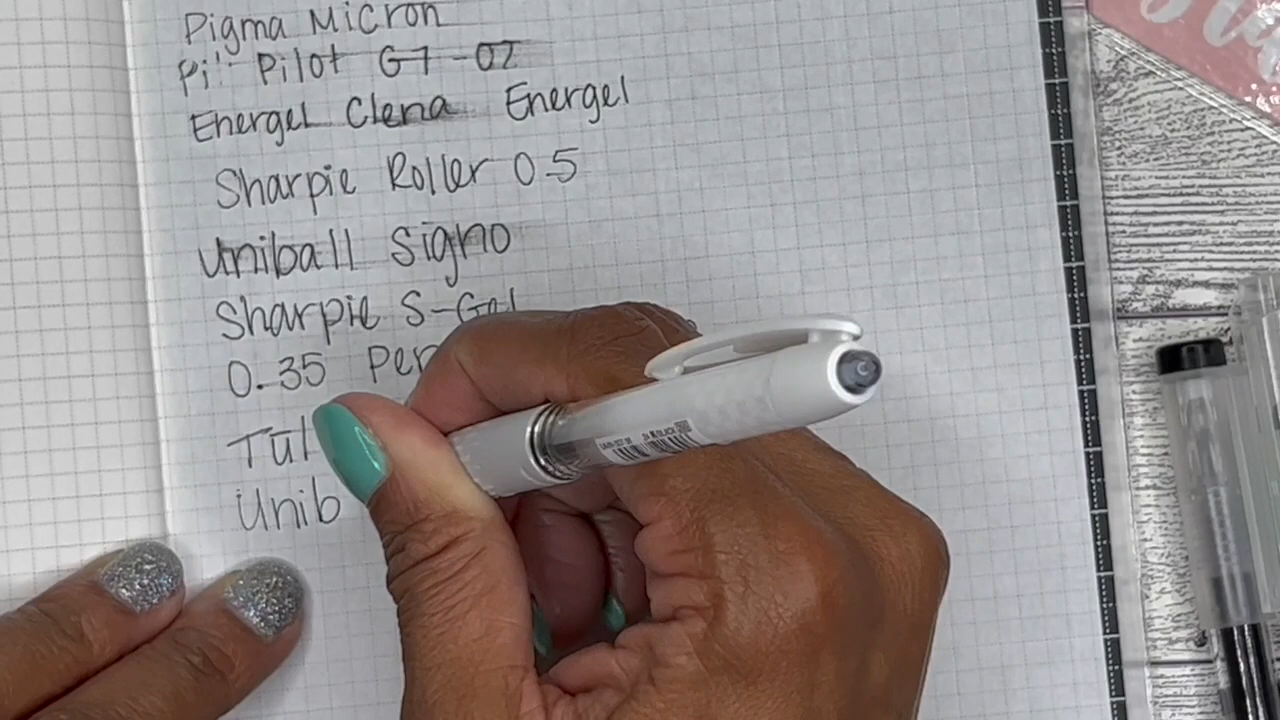 Pigma Micron
Pi Pilot G7-02
Energel Clena Energel
Sharpie Roller 0.5
Uniball Signo
Sharpie S-Gel
0.35 Pen
Tul
Unib